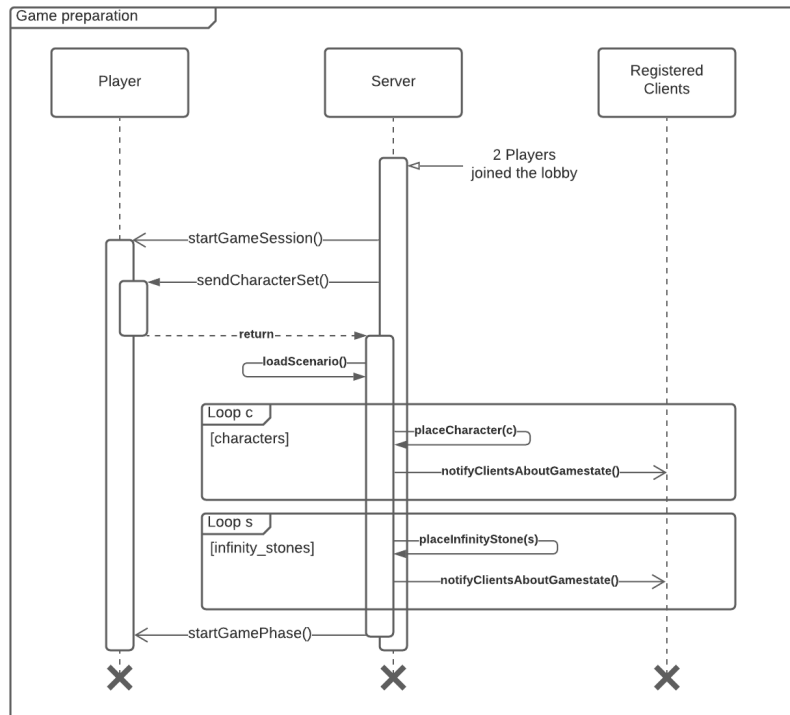 Game preparation
Player
Server
Registered
Clients
2 Players
joined the lobby
startGameSession()
sendCharacterSet()
return
loadScenario()
Loop c
[characters]
placeCharacter(c)
notifyClientsAboutGamestate()
Loop s
[infinity_stones]
placeInfinityStone(s)
notifyClientsAboutGamestate()
startGamePhase()